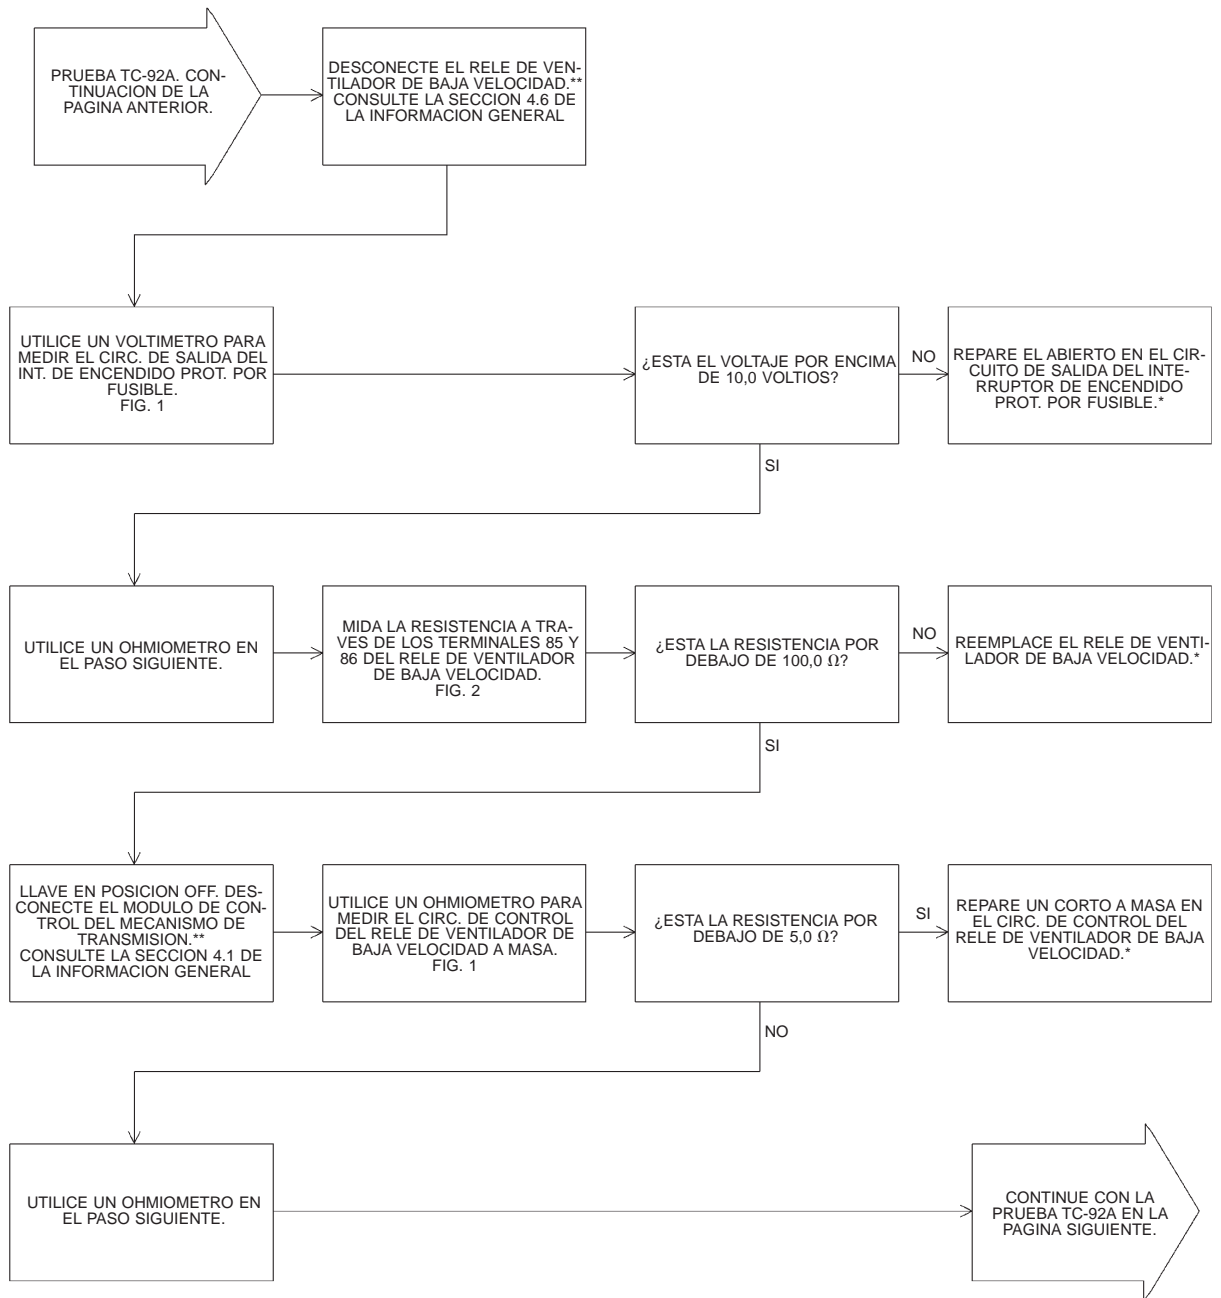 PRUEBA TC-92A. CON-
TINUACION DE LA
PAGINA ANTERIOR.
DESCONECTE EL RELE DE VEN-
TILADOR DE BAJA VELOCIDAD.**
CONSULTE LA SECCION 4.6 DE
LA INFORMACION GENERAL
UTILICE UN VOLTIMETRO PARA
MEDIR EL CIRC. DE SALIDA DEL
INT. DE ENCENDIDO PROT. POR
FUSIBLE.
FIG. 1
¿ESTA EL VOLTAJE POR ENCIMA
DE 10,0 VOLTIOS?
NO
REPARE EL ABIERTO EN EL CIR-
CUITO DE SALIDA DEL INTE-
RRUPTOR DE ENCENDIDO
PROT. POR FUSIBLE.*
SI
UTILICE UN OHMIOMETRO EN
EL PASO SIGUIENTE.
MIDA LA RESISTENCIA A TRA-
VES DE LOS TERMINALES 85 Y
86 DEL RELE DE VENTILADOR
DE BAJA VELOCIDAD.
FIG. 2
¿ESTA LA RESISTENCIA POR
DEBAJO DE 100,0 Ω?
NO
REEMPLACE EL RELE DE VENTI-
LADOR DE BAJA VELOCIDAD.*
SI
LLAVE EN POSICION OFF. DES-
CONECTE EL MODULO DE CON-
TROL DEL MECANISMO DE
TRANSMISION.**
CONSULTE LA SECCION 4.1 DE
LA INFORMACION GENERAL
UTILICE UN OHMIOMETRO PARA
MEDIR EL CIRC. DE CONTROL
DEL RELE DE VENTILADOR DE
BAJA VELOCIDAD A MASA.
FIG. 1
¿ESTA LA RESISTENCIA POR
DEBAJO DE 5,0 Ω?
SI
REPARE UN CORTO A MASA EN
EL CIRC. DE CONTROL DEL
RELE DE VENTILADOR DE BAJA
VELOCIDAD.*
NO
UTILICE UN OHMIOMETRO EN
EL PASO SIGUIENTE.
CONTINUE CON LA
PRUEBA TC-92A EN LA
PAGINA SIGUIENTE.